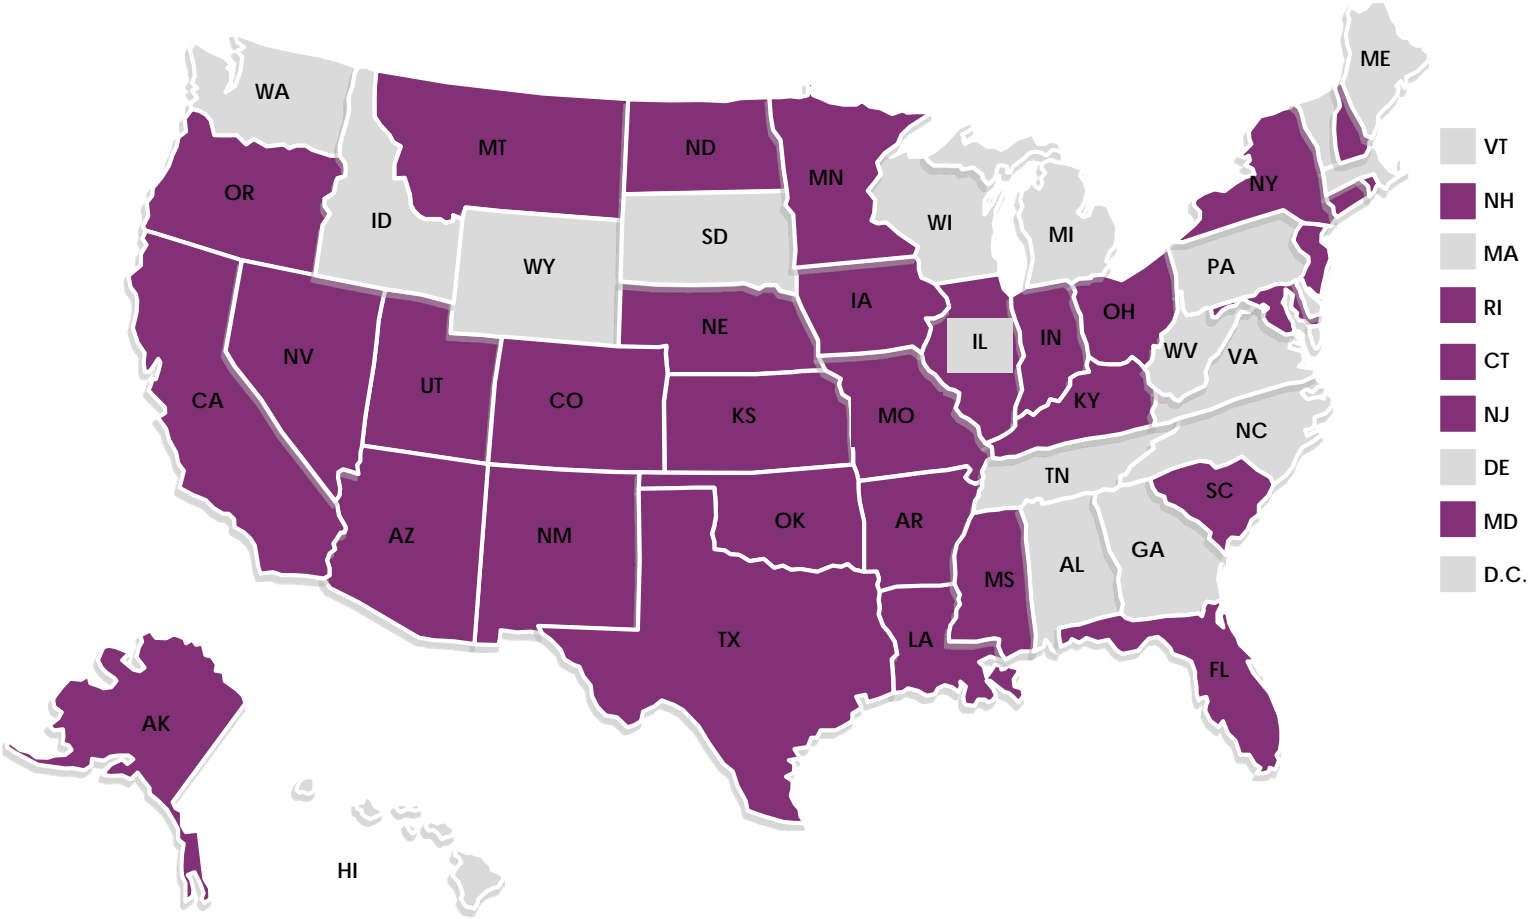 ME
WA
VT
MT
ND
MN
NY
OR
NH
ID
WI
MI
SD
MA
WY
PA
IA
RI
NE
OH
IN
IL
WV
VA
NV
CT
UT
CA
CO
KS
MO
KY
NJ
NC
TN
DE
SC
AZ
NM
OK
AR
MD
GA
AL
MS
D.C.
TX
LA
FL
AK
HI